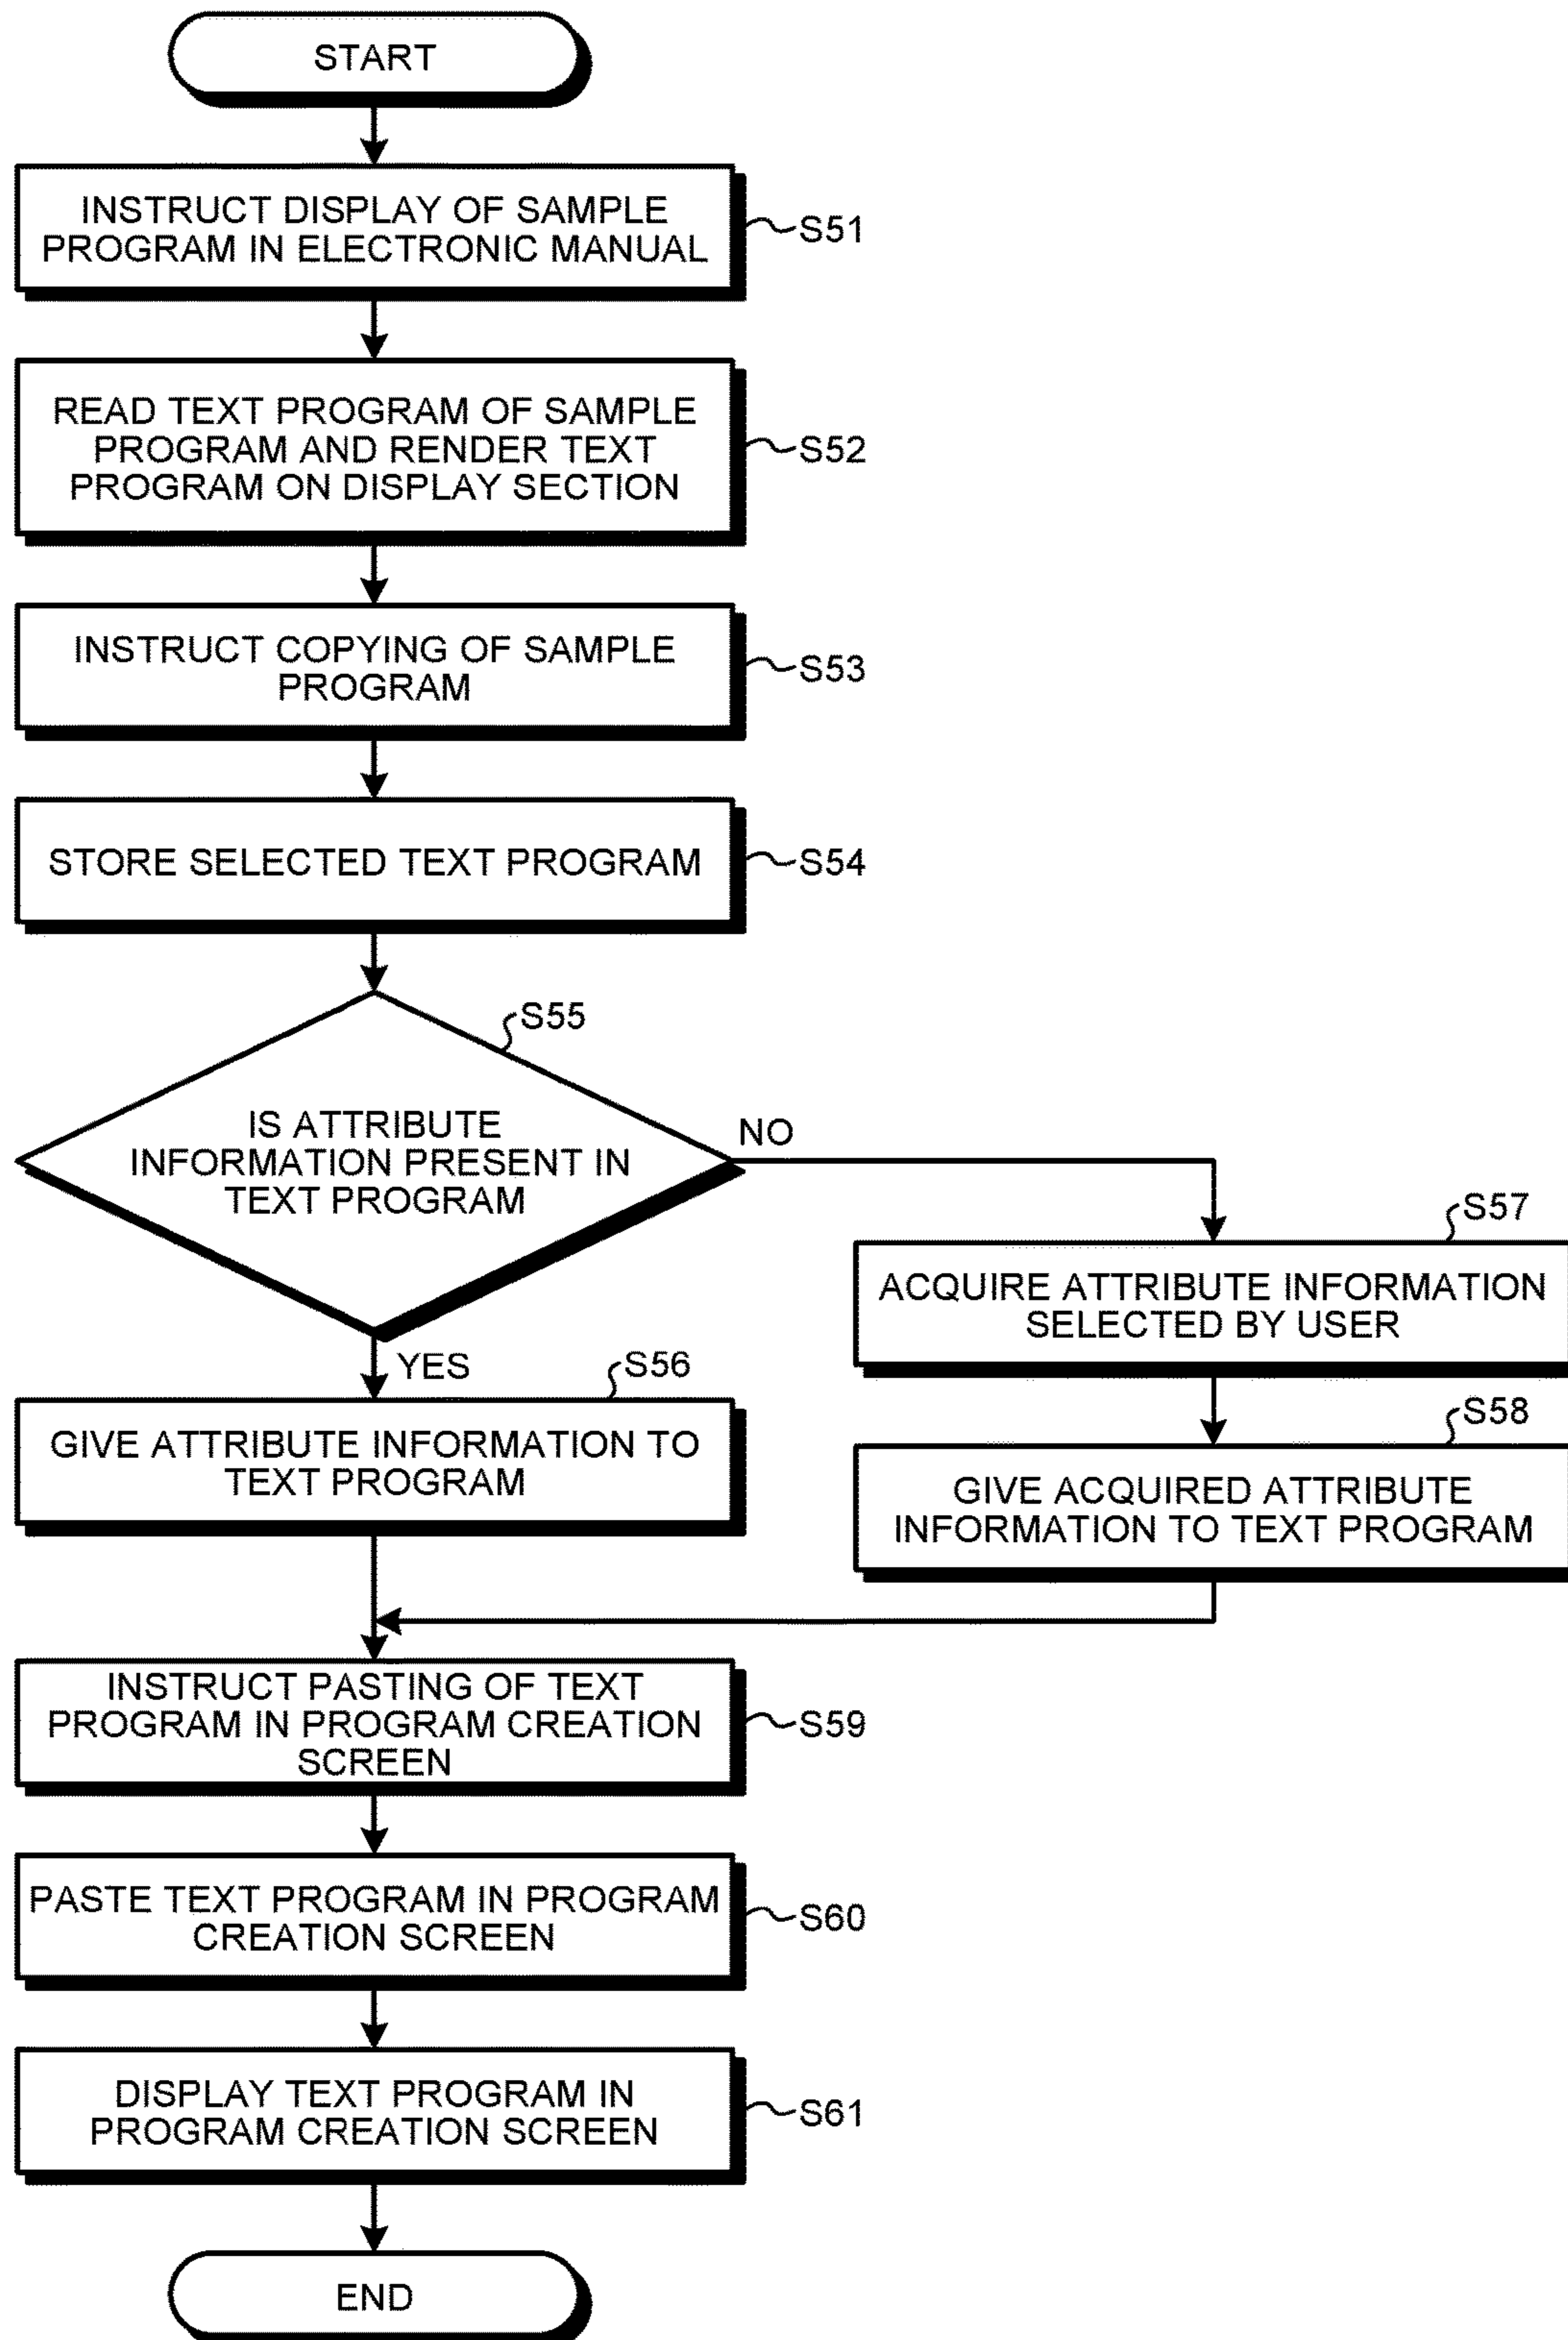 START
INSTRUCT DISPLAY OF SAMPLE
PROGRAM IN ELECTRONIC MANUAL
S51
READ TEXT PROGRAM OF SAMPLE
PROGRAM AND RENDER TEXT
PROGRAM ON DISPLAY SECTION
S52
INSTRUCT COPYING OF SAMPLE
PROGRAM
S53
STORE SELECTED TEXT PROGRAM
S54
S55
IS ATTRIBUTE
INFORMATION PRESENT IN
TEXT PROGRAM
NO
YES
S56
GIVE ATTRIBUTE INFORMATION TO
TEXT PROGRAM
S57
ACQUIRE ATTRIBUTE INFORMATION
SELECTED BY USER
S58
GIVE ACQUIRED ATTRIBUTE
INFORMATION TO TEXT PROGRAM
INSTRUCT PASTING OF TEXT
PROGRAM IN PROGRAM CREATION
SCREEN
S59
PASTE TEXT PROGRAM IN PROGRAM
CREATION SCREEN
S60
DISPLAY TEXT PROGRAM IN
PROGRAM CREATION SCREEN
S61
END